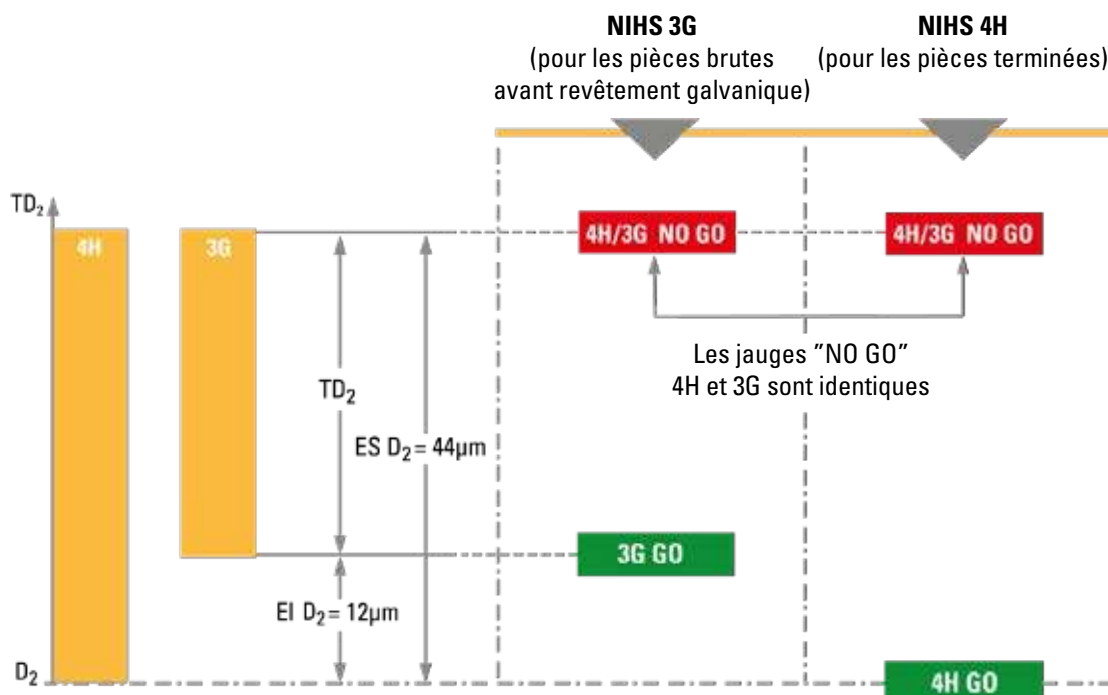 NIHS 3G
(pour les pièces brutes
avant revêtement galvanique)
NIHS 4H
(pour les pièces terminées)
TD2
4H
3G
4H/3G NO GO
4H/3G NO GO
Les jauges ”NO GO”
4H et 3G sont identiques
TD2
ES D2 = 44µm
3G GO
EI D2 = 12µm
D2
4H GO